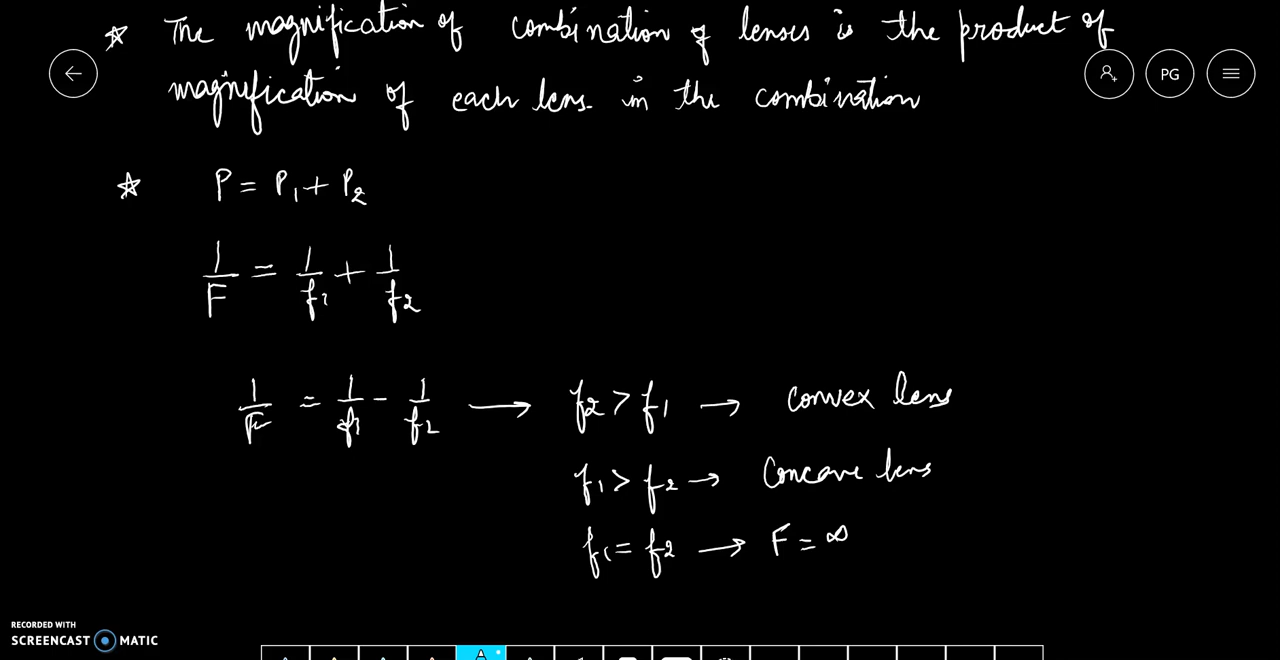 ☆ The magnification of combination of lenses is the product of
magnification of each lens in the combination
PG
☆ P = P₁ + P₂
1/F = 1/f₁ + 1/f₂
1/F = 1/f₁ - 1/f₂ → f₂ > f₁ → Convex lens
f₁ > f₂ → Concave lens
f₁ = f₂ → F = ∞
RECORDED WITH
SCREENCAST MATIC